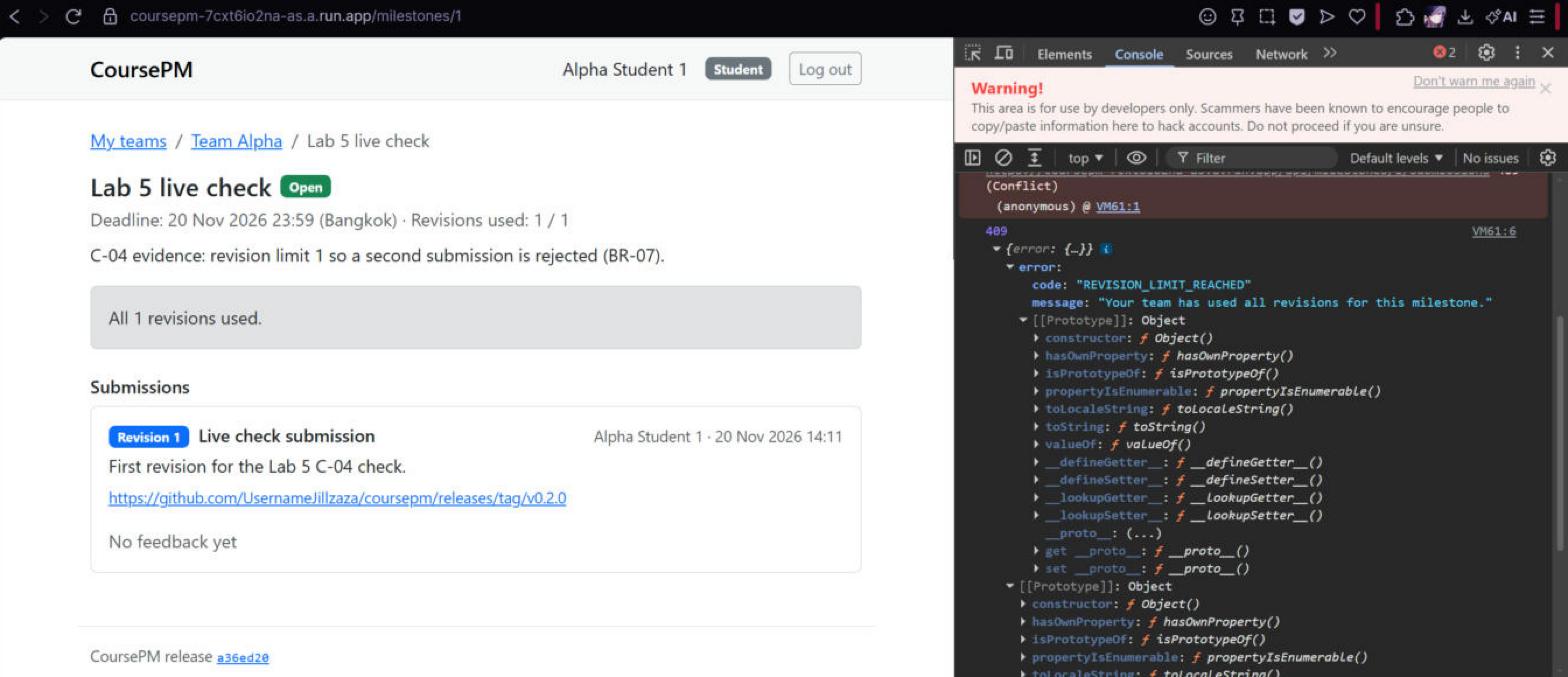 coursepm-7cxt6io2na-as.a.run.app/milestones/1
AI
CoursePM
Alpha Student 1 Student Log out
My teams / Team Alpha / Lab 5 live check
Lab 5 live check Open
Deadline: 20 Nov 2026 23:59 (Bangkok) · Revisions used: 1 / 1
C-04 evidence: revision limit 1 so a second submission is rejected (BR-07).
All 1 revisions used.
Submissions
Revision 1 Live check submission Alpha Student 1 · 20 Nov 2026 14:11
First revision for the Lab 5 C-04 check.
https://github.com/UsernameJillzaza/coursepm/releases/tag/v0.2.0
No feedback yet
CoursePM release a36ed20
Elements Console Sources Network 2
Warning! Don't warn me again
This area is for use by developers only. Scammers have been known to encourage people to
copy/paste information here to hack accounts. Do not proceed if you are unsure.
top Filter Default levels No issues
(Conflict)
(anonymous) @ VM61:1
409 VM61:6
{error: {…}} i
error:
code: "REVISION_LIMIT_REACHED"
message: "Your team has used all revisions for this milestone."
[[Prototype]]: Object
constructor: ƒ Object()
hasOwnProperty: ƒ hasOwnProperty()
isPrototypeOf: ƒ isPrototypeOf()
propertyIsEnumerable: ƒ propertyIsEnumerable()
toLocaleString: ƒ toLocaleString()
toString: ƒ toString()
valueOf: ƒ valueOf()
__defineGetter__: ƒ __defineGetter__()
__defineSetter__: ƒ __defineSetter__()
__lookupGetter__: ƒ __lookupGetter__()
__lookupSetter__: ƒ __lookupSetter__()
__proto__: (...)
get __proto__: ƒ __proto__()
set __proto__: ƒ __proto__()
[[Prototype]]: Object
constructor: ƒ Object()
hasOwnProperty: ƒ hasOwnProperty()
isPrototypeOf: ƒ isPrototypeOf()
propertyIsEnumerable: ƒ propertyIsEnumerable()
toLocaleString: ƒ toLocaleString()